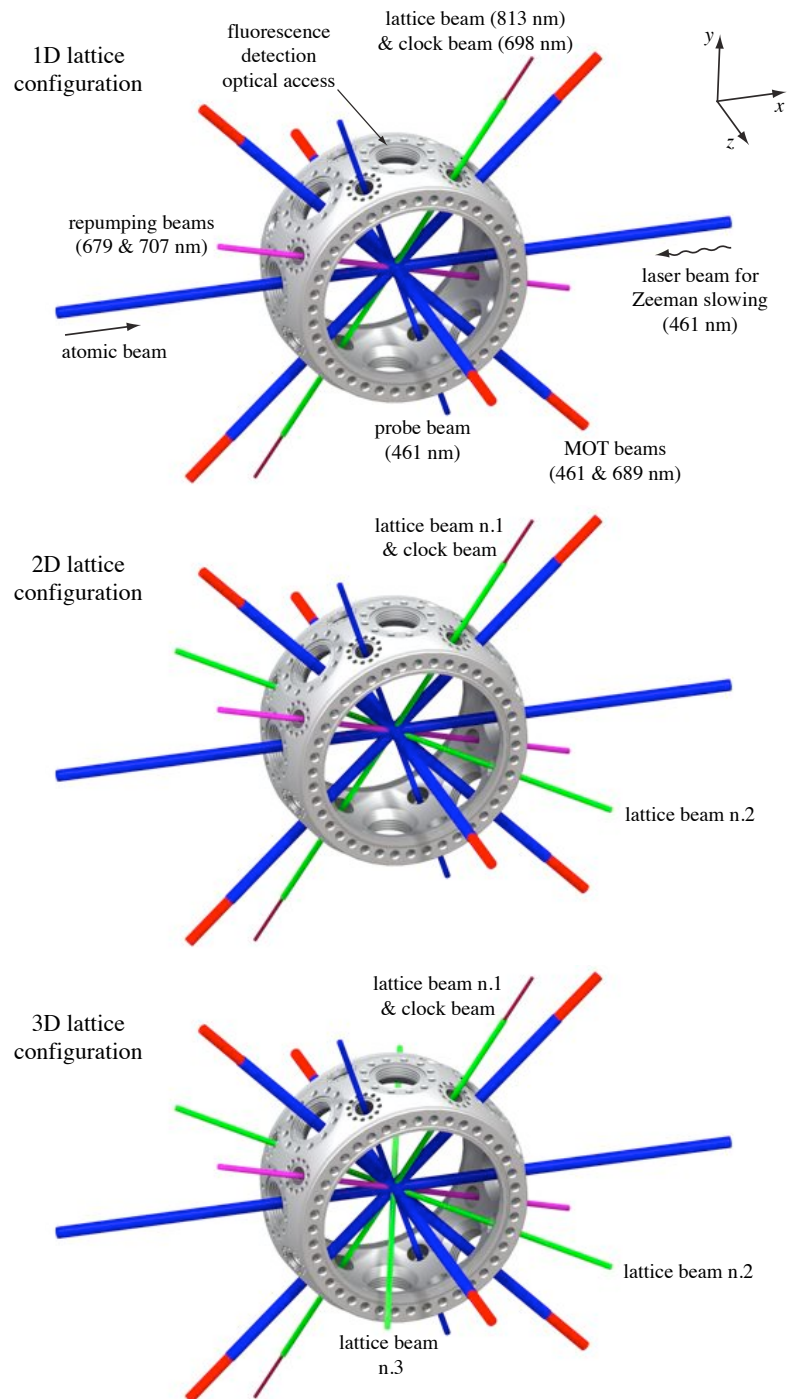 1D lattice
configuration
fluorescence
detection
optical access
lattice beam (813 nm)
& clock beam (698 nm)
y
x
z
repumping beams
(679 & 707 nm)
laser beam for
Zeeman slowing
(461 nm)
atomic beam
probe beam
(461 nm)
MOT beams
(461 & 689 nm)
2D lattice
configuration
lattice beam n.1
& clock beam
lattice beam n.2
3D lattice
configuration
lattice beam n.1
& clock beam
lattice beam n.2
lattice beam
n.3